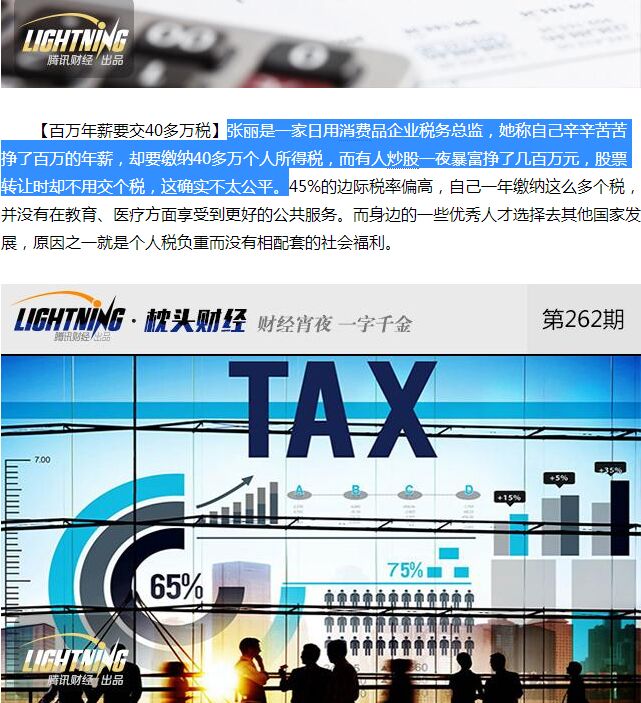 LIGHTNING
腾讯财经 出品
【百万年薪要交40多万税】张丽是一家日用消费品企业税务总监，她称自己辛辛苦苦
挣了百万的年薪，却要缴纳40多万个人所得税，而有人炒股一夜暴富挣了几百万元，股票
转让时却不用交个税，这确实不太公平。45%的边际税率偏高，自己一年缴纳这么多个税，
并没有在教育、医疗方面享受到更好的公共服务。而身边的一些优秀人才选择去其他国家发
展，原因之一就是个人税负重而没有相配套的社会福利。
LIGHTNING · 枕头财经 财经宵夜 一字千金 第262期
腾讯财经 出品
TAX
7.00
+35%
+5%
+15%
A B C D
75%
65%
LIGHTNING
腾讯财经 出品